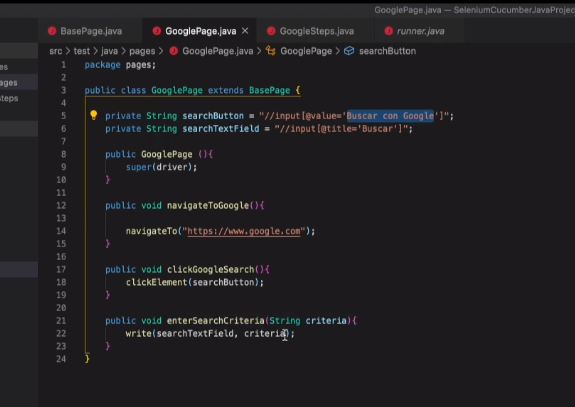 GooglePage.java — SeleniumCucumberJavaProjec
BasePage.java GooglePage.java × GoogleSteps.java runner.java
es
ages
teps
src > test > java > pages > GooglePage.java > GooglePage > searchButton
1 package pages;
2
3 public class GooglePage extends BasePage {
4
5 private String searchButton = "//input[@value='Buscar con Google']";
6 private String searchTextField = "//input[@title='Buscar']";
7
8 public GooglePage (){
9 super(driver);
10 }
11
12 public void navigateToGoogle(){
13
14 navigateTo("https://www.google.com");
15 }
16
17 public void clickGoogleSearch(){
18 clickElement(searchButton);
19 }
20
21 public void enterSearchCriteria(String criteria){
22 write(searchTextField, criteria);
23 }
24 }